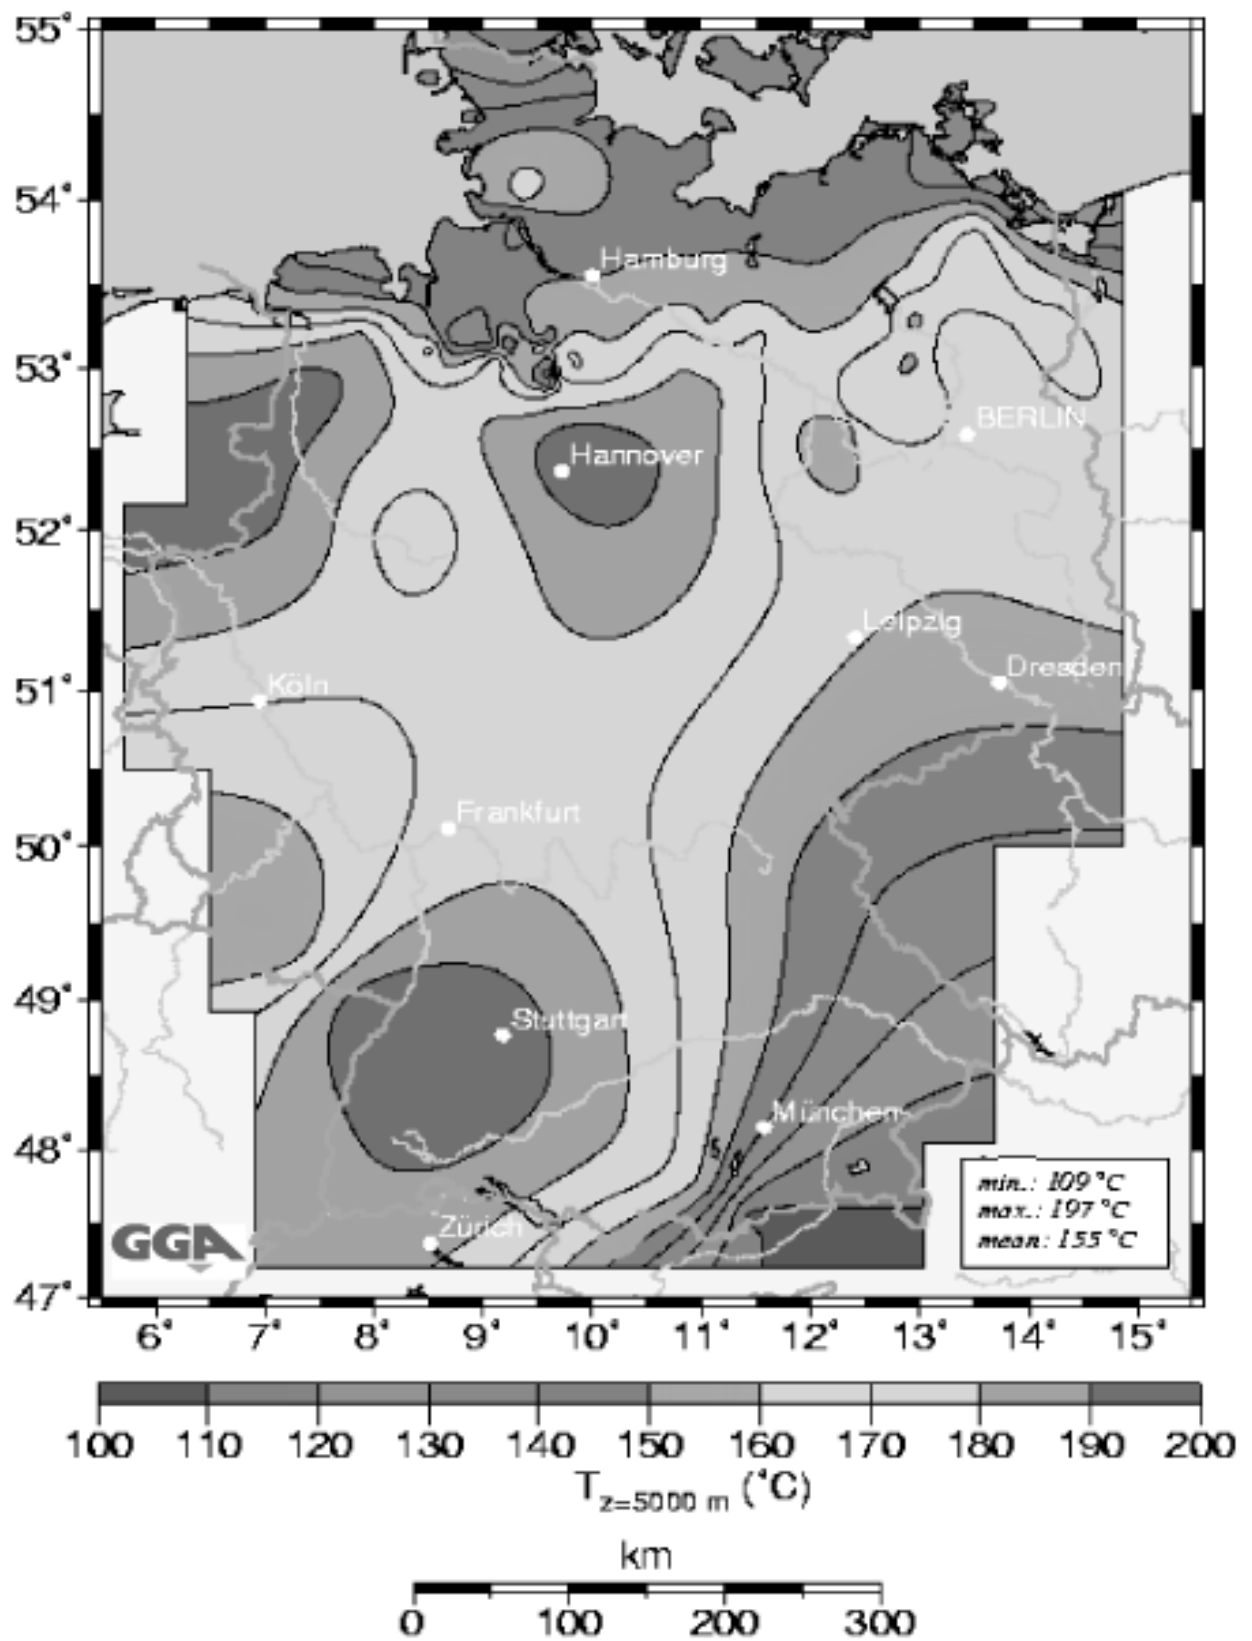 55°
54°
Hamburg
53°
BERLIN
Hannover
52°
Leipzig
Dresden
51°
Köln
Frankfurt
50°
49°
Stuttgart
München
48°
min.: 109°C
max.: 197°C
mean: 155°C
Zürich
GGA
47°
6° 7° 8° 9° 10° 11° 12° 13° 14° 15°
100 110 120 130 140 150 160 170 180 190 200
T z=5000 m (°C)
km
0 100 200 300